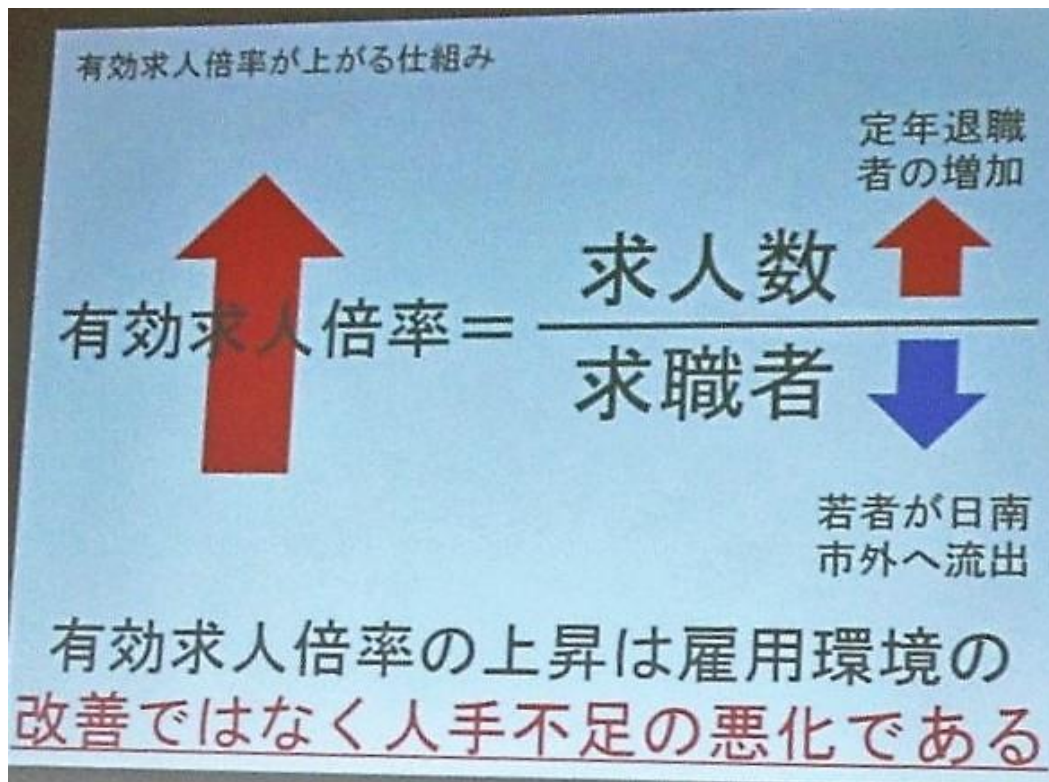 有効求人倍率が上がる仕組み
定年退職
者の増加
有効求人倍率=
求人数
求職者
若者が日南
市外へ流出
有効求人倍率の上昇は雇用環境の
改善ではなく人手不足の悪化である